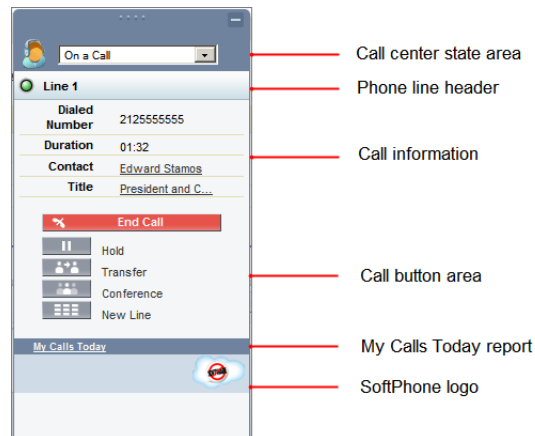 On a Call
Call center state area
Line 1
Phone line header
Dialed Number 2125555555
Duration 01:32
Call information
Contact Edward Stamos
Title President and C...
End Call
Hold
Transfer
Call button area
Conference
New Line
My Calls Today
My Calls Today report
SoftPhone logo